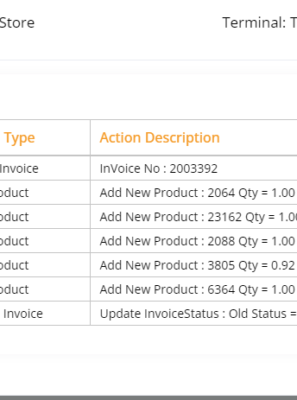 Store Terminal: T
Type Action Description
Invoice InVoice No : 2003392
oduct Add New Product : 2064 Qty = 1.00
oduct Add New Product : 23162 Qty = 1.00
oduct Add New Product : 2088 Qty = 1.00
oduct Add New Product : 3805 Qty = 0.92
oduct Add New Product : 6364 Qty = 1.00
Invoice Update InvoiceStatus : Old Status =